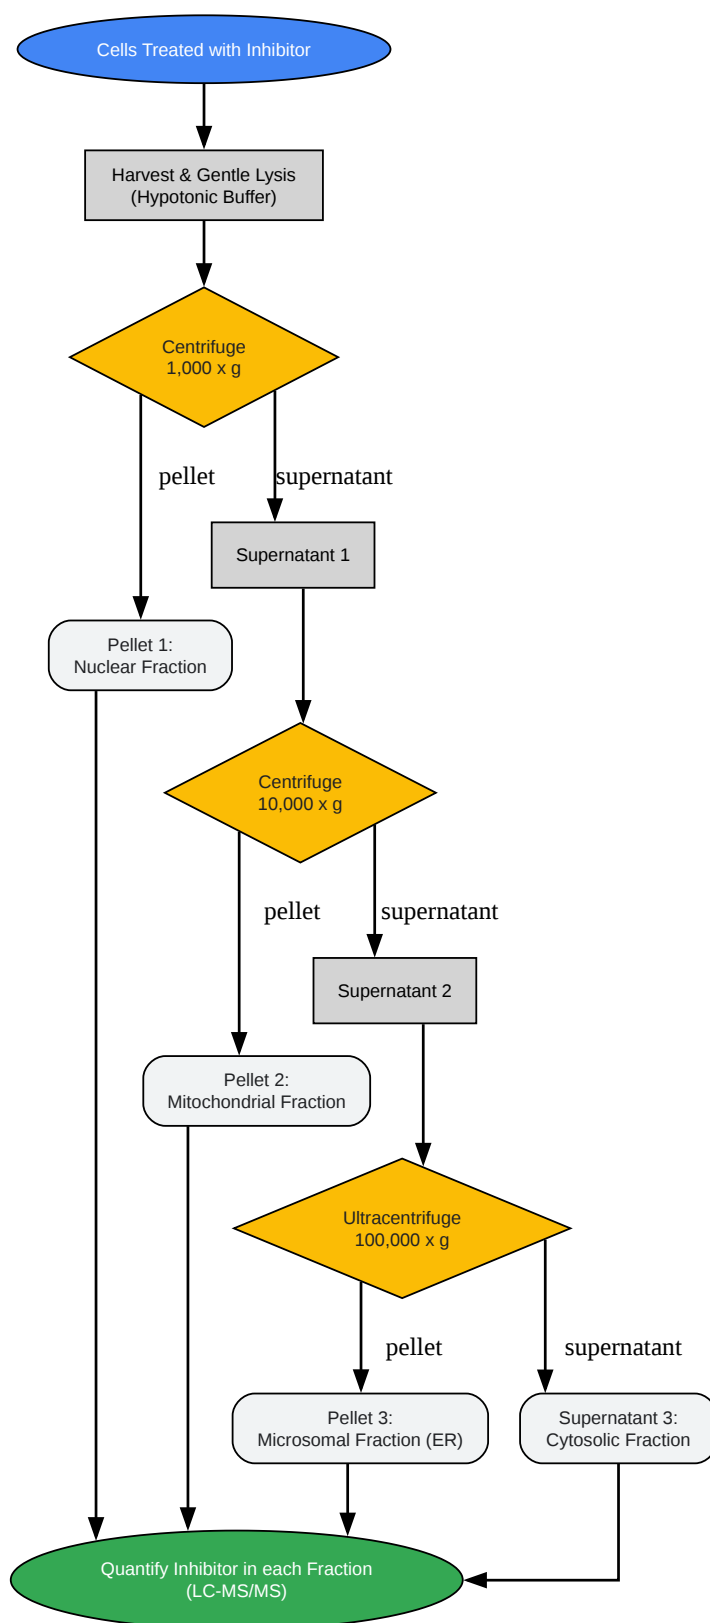 Cells Treated with Inhibitor
Harvest & Gentle Lysis
(Hypotonic Buffer)
Centrifuge
1,000 x g
pellet
supernatant
Supernatant 1
Pellet 1:
Nuclear Fraction
Centrifuge
10,000 x g
pellet
supernatant
Supernatant 2
Pellet 2:
Mitochondrial Fraction
Ultracentrifuge
100,000 x g
pellet
supernatant
Pellet 3:
Microsomal Fraction (ER)
Supernatant 3:
Cytosolic Fraction
Quantify Inhibitor in each Fraction
(LC-MS/MS)